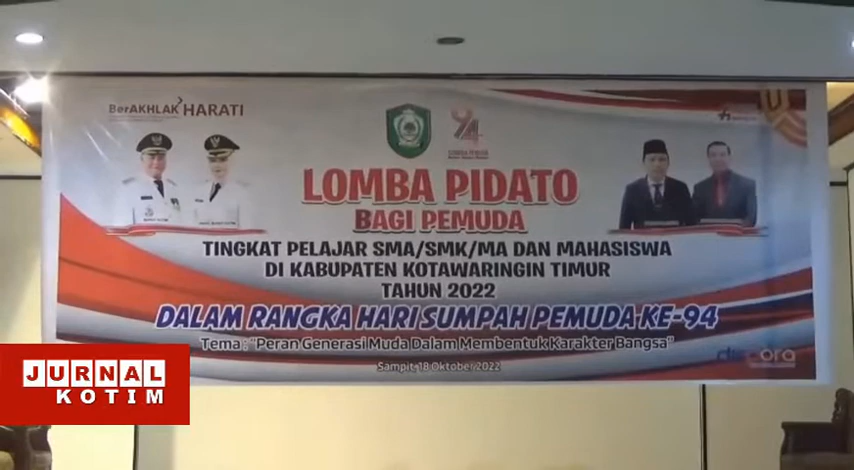 BerAKHLAK HARATI
94
LOMBA PIDATO
BAGI PEMUDA
TINGKAT PELAJAR SMA/SMK/MA DAN MAHASISWA
DI KABUPATEN KOTAWARINGIN TIMUR
TAHUN 2022
DALAM RANGKA HARI SUMPAH PEMUDA KE-94
Tema : "Peran Generasi Muda Dalam Membentuk Karakter Bangsa"
Sampit, 18 Oktober 2022
JURNAL
KOTIM